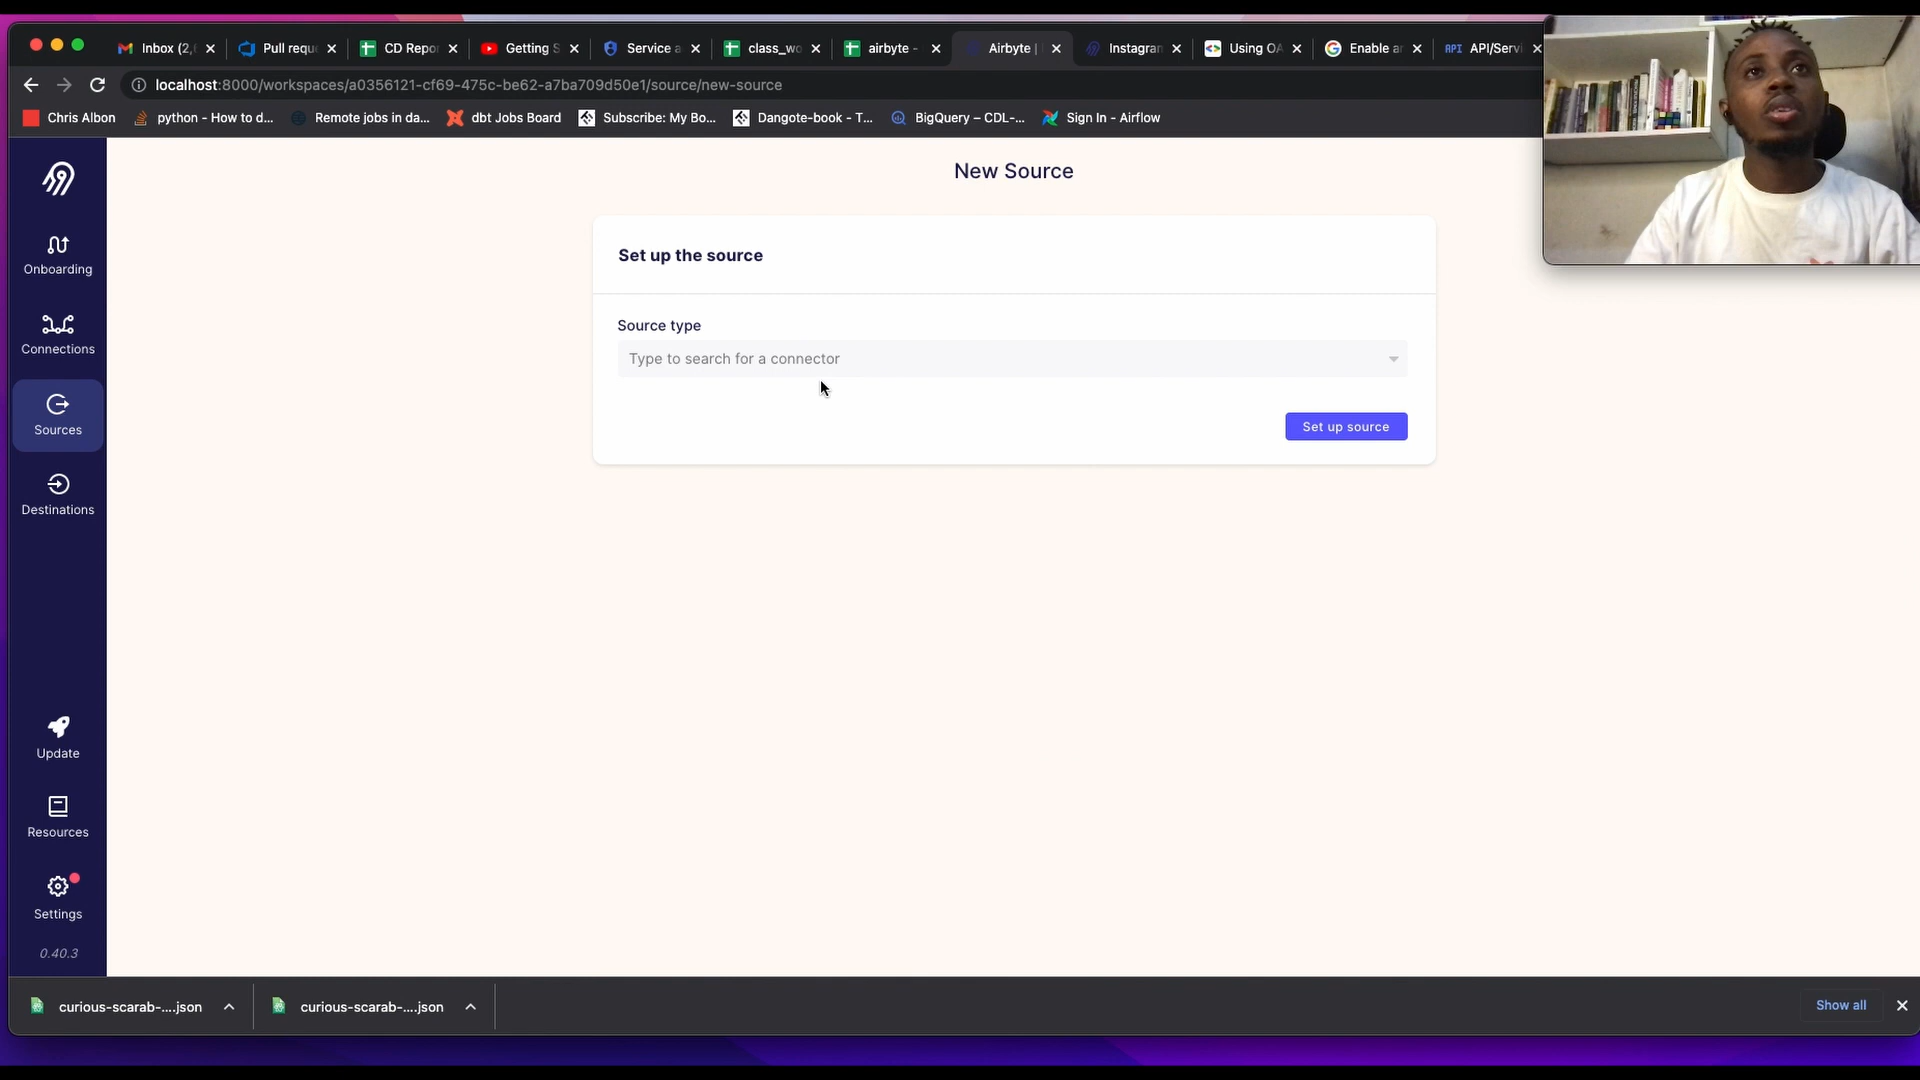 Inbox (2,
Pull requ
CD Repo
Getting S
Service a
class_wo
airbyte -
Airbyte |
Instagram
Using OA
Enable ar
API API/Servi
localhost:8000/workspaces/a0356121-cf69-475c-be62-a7ba709d50e1/source/new-source
Chris Albon
python - How to d...
Remote jobs in da...
dbt Jobs Board
Subscribe: My Bo...
Dangote-book - T...
BigQuery – CDL-...
Sign In - Airflow
New Source
Onboarding
Connections
Sources
Destinations
Update
Resources
Settings
0.40.3
Set up the source
Source type
Type to search for a connector
Set up source
curious-scarab-....json
curious-scarab-....json
Show all